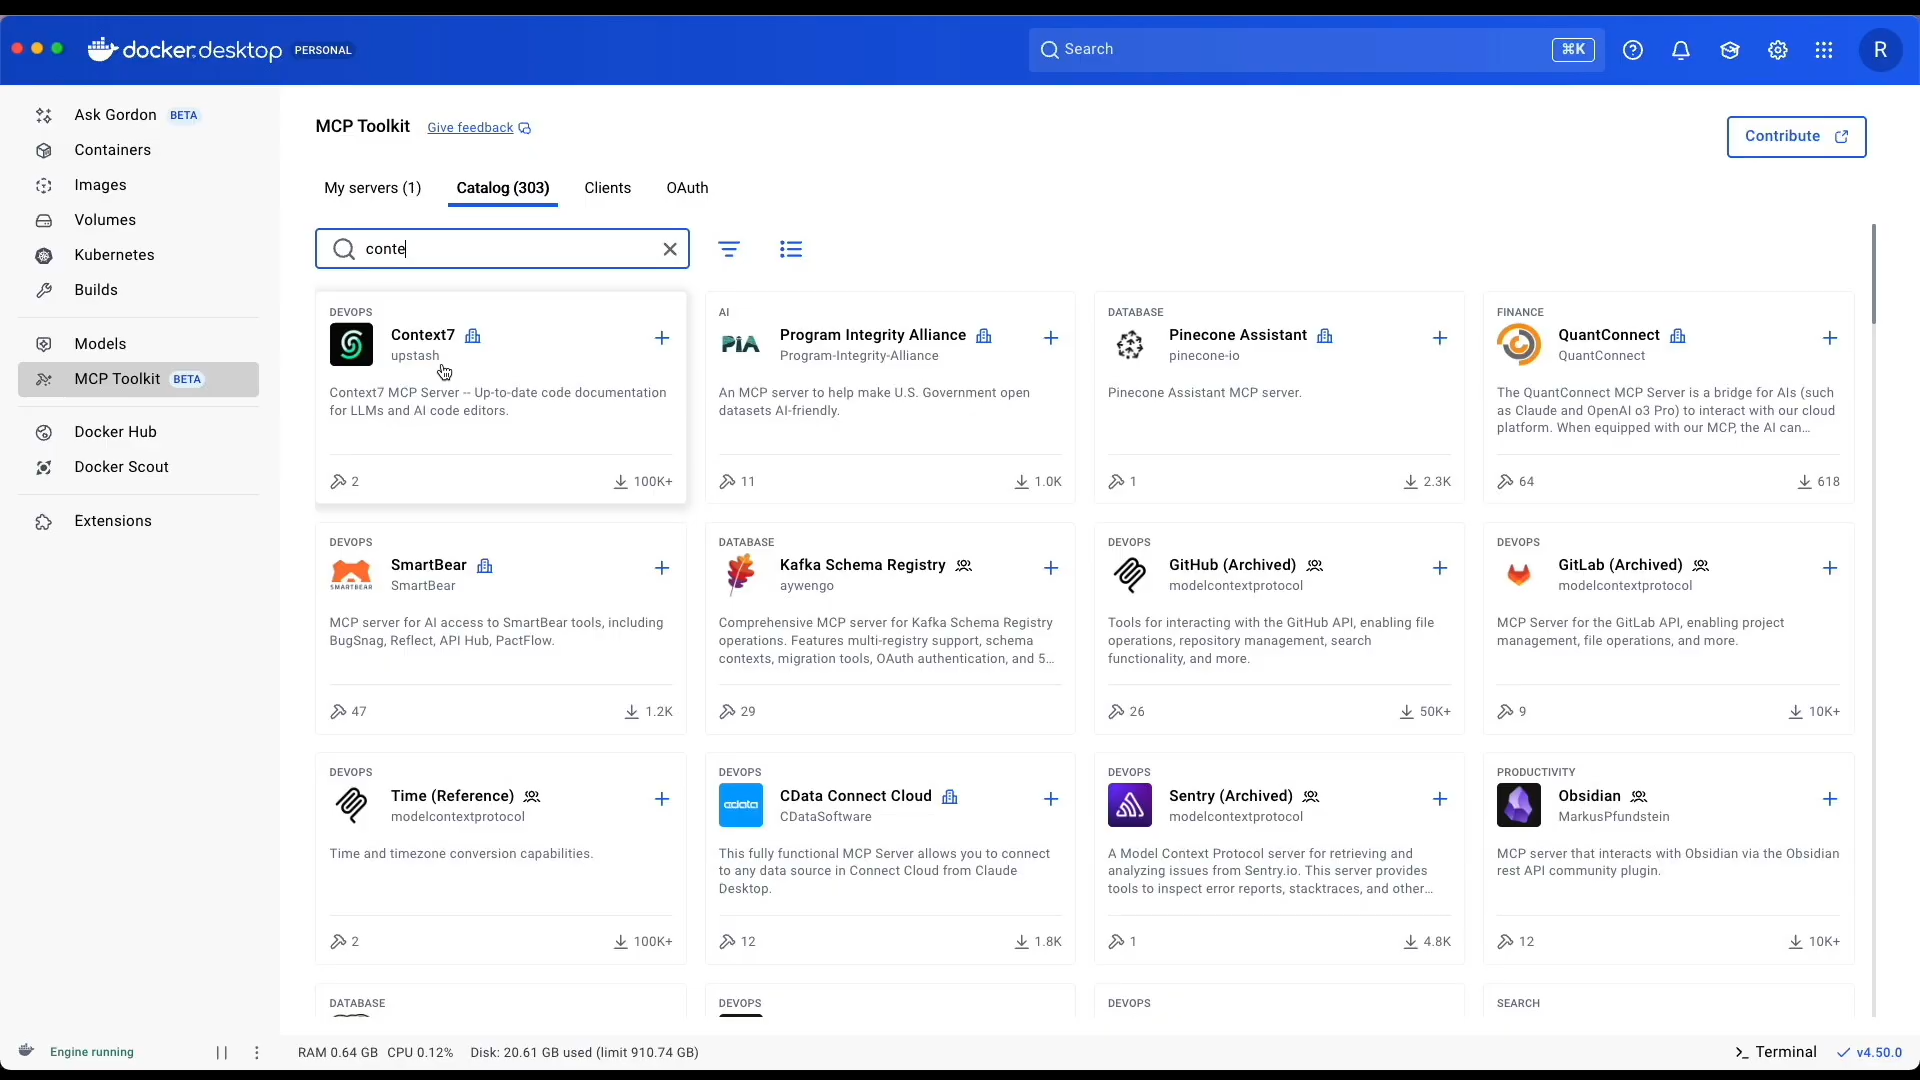 docker.desktop PERSONAL
Search
⌘K
R
Ask Gordon BETA
Containers
Images
Volumes
Kubernetes
Builds
Models
MCP Toolkit BETA
Docker Hub
Docker Scout
Extensions
MCP Toolkit Give feedback
Contribute
My servers (1) Catalog (303) Clients OAuth
conte
DEVOPS
Context7
upstash
Context7 MCP Server -- Up-to-date code documentation
for LLMs and AI code editors.
2 100K+
AI
PIA
Program Integrity Alliance
Program-Integrity-Alliance
An MCP server to help make U.S. Government open
datasets AI-friendly.
11 1.0K
DATABASE
Pinecone Assistant
pinecone-io
Pinecone Assistant MCP server.
1 2.3K
FINANCE
QuantConnect
QuantConnect
The QuantConnect MCP Server is a bridge for AIs (such
as Claude and OpenAI o3 Pro) to interact with our cloud
platform. When equipped with our MCP, the AI can...
64 618
DEVOPS
SMARTBEAR
SmartBear
SmartBear
MCP server for AI access to SmartBear tools, including
BugSnag, Reflect, API Hub, PactFlow.
47 1.2K
DATABASE
Kafka Schema Registry
aywengo
Comprehensive MCP server for Kafka Schema Registry
operations. Features multi-registry support, schema
contexts, migration tools, OAuth authentication, and 5...
29
DEVOPS
GitHub (Archived)
modelcontextprotocol
Tools for interacting with the GitHub API, enabling file
operations, repository management, search
functionality, and more.
26 50K+
DEVOPS
GitLab (Archived)
modelcontextprotocol
MCP Server for the GitLab API, enabling project
management, file operations, and more.
9 10K+
DEVOPS
Time (Reference)
modelcontextprotocol
Time and timezone conversion capabilities.
2 100K+
DEVOPS
cdata
CData Connect Cloud
CDataSoftware
This fully functional MCP Server allows you to connect
to any data source in Connect Cloud from Claude
Desktop.
12 1.8K
DEVOPS
Sentry (Archived)
modelcontextprotocol
A Model Context Protocol server for retrieving and
analyzing issues from Sentry.io. This server provides
tools to inspect error reports, stacktraces, and other...
1 4.8K
PRODUCTIVITY
Obsidian
MarkusPfundstein
MCP server that interacts with Obsidian via the Obsidian
rest API community plugin.
12 10K+
DATABASE
DEVOPS
DEVOPS
SEARCH
Engine running
RAM 0.64 GB CPU 0.12% Disk: 20.61 GB used (limit 910.74 GB)
>_ Terminal
v4.50.0